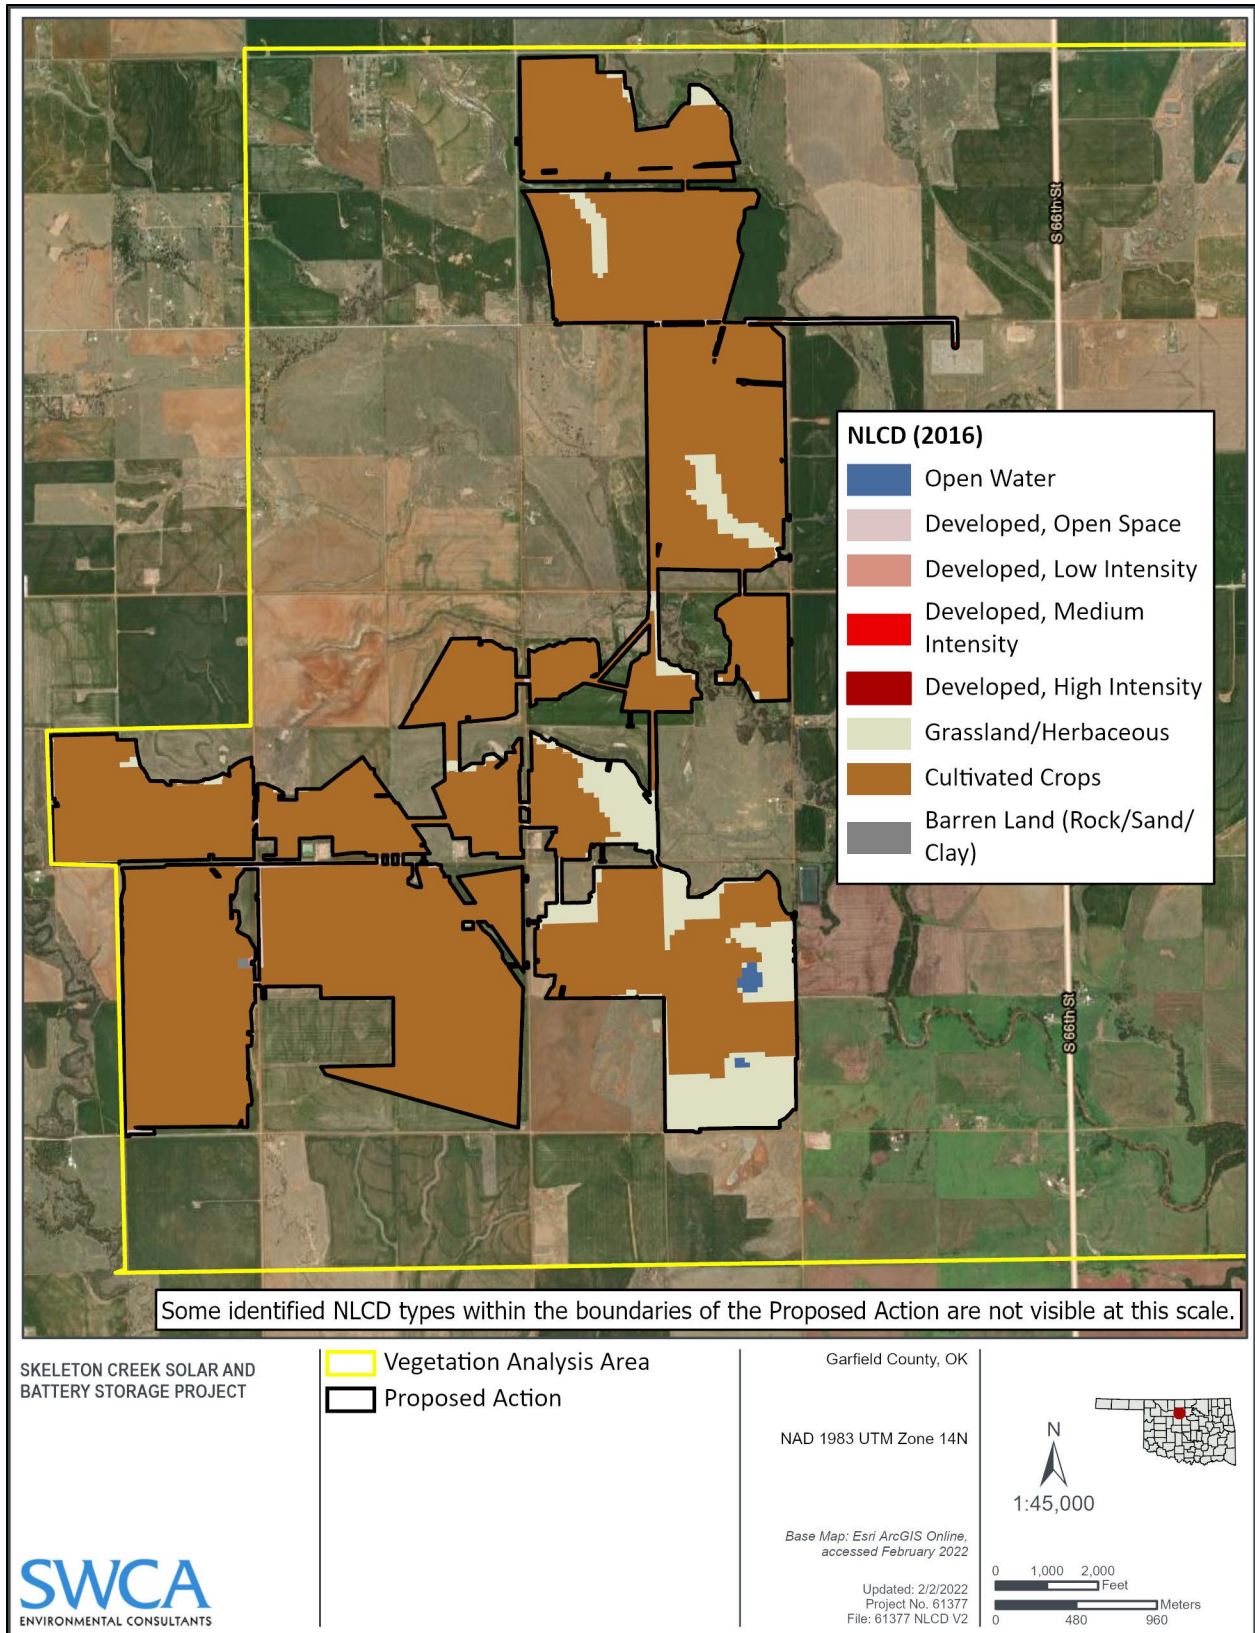 S 66th St
NLCD (2016)
Open Water
Developed, Open Space
Developed, Low Intensity
Developed, Medium
Intensity
Developed, High Intensity
Grassland/Herbaceous
Cultivated Crops
Barren Land (Rock/Sand/
Clay)
S 66th St
Some identified NLCD types within the boundaries of the Proposed Action are not visible at this scale.
SKELETON CREEK SOLAR AND
BATTERY STORAGE PROJECT
Vegetation Analysis Area
Proposed Action
Garfield County, OK
NAD 1983 UTM Zone 14N
Base Map: Esri ArcGIS Online,
accessed February 2022
Updated: 2/2/2022
Project No. 61377
File: 61377 NLCD V2
N
1:45,000
0 1,000 2,000
Feet
Meters
0 480 960
SWCA
ENVIRONMENTAL CONSULTANTS